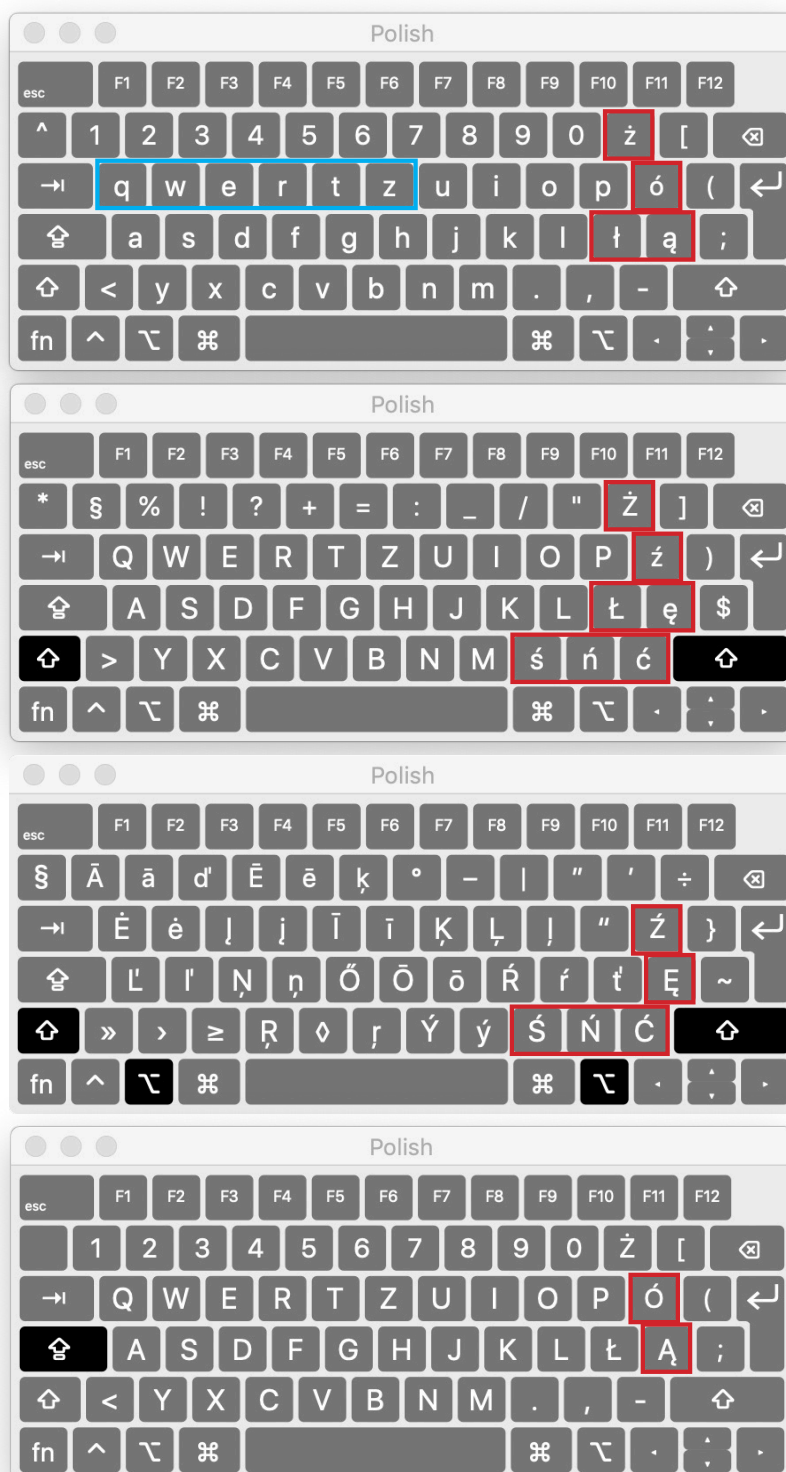 Polish
esc F1 F2 F3 F4 F5 F6 F7 F8 F9 F10 F11 F12
^ 1 2 3 4 5 6 7 8 9 0 ż [
q w e r t z u i o p ó (
a s d f g h j k l ł ą ;
< y x c v b n m . , -
fn ^ ⌥ ⌘ ⌘ ⌥
Polish
esc F1 F2 F3 F4 F5 F6 F7 F8 F9 F10 F11 F12
* § % ! ? + = : _ / " Ż ]
Q W E R T Z U I O P ź )
A S D F G H J K L Ł ę $
> Y X C V B N M ś ń ć
fn ^ ⌥ ⌘ ⌘ ⌥
Polish
esc F1 F2 F3 F4 F5 F6 F7 F8 F9 F10 F11 F12
§ Ā ā ď Ē ē ķ ° – | ” ’ ÷
Ė ė Į į Ī ī Ķ Ļ ļ “ Ź }
Ľ ľ Ņ ņ Ő Ō ō Ŕ ŕ ť Ę ~
» › ≥ Ŗ ◊ ŗ Ý ý Ś Ń Ć
fn ^ ⌥ ⌘ ⌘ ⌥
Polish
esc F1 F2 F3 F4 F5 F6 F7 F8 F9 F10 F11 F12
1 2 3 4 5 6 7 8 9 0 Ż [
Q W E R T Z U I O P Ó (
A S D F G H J K L Ł Ą ;
< Y X C V B N M . , -
fn ^ ⌥ ⌘ ⌘ ⌥